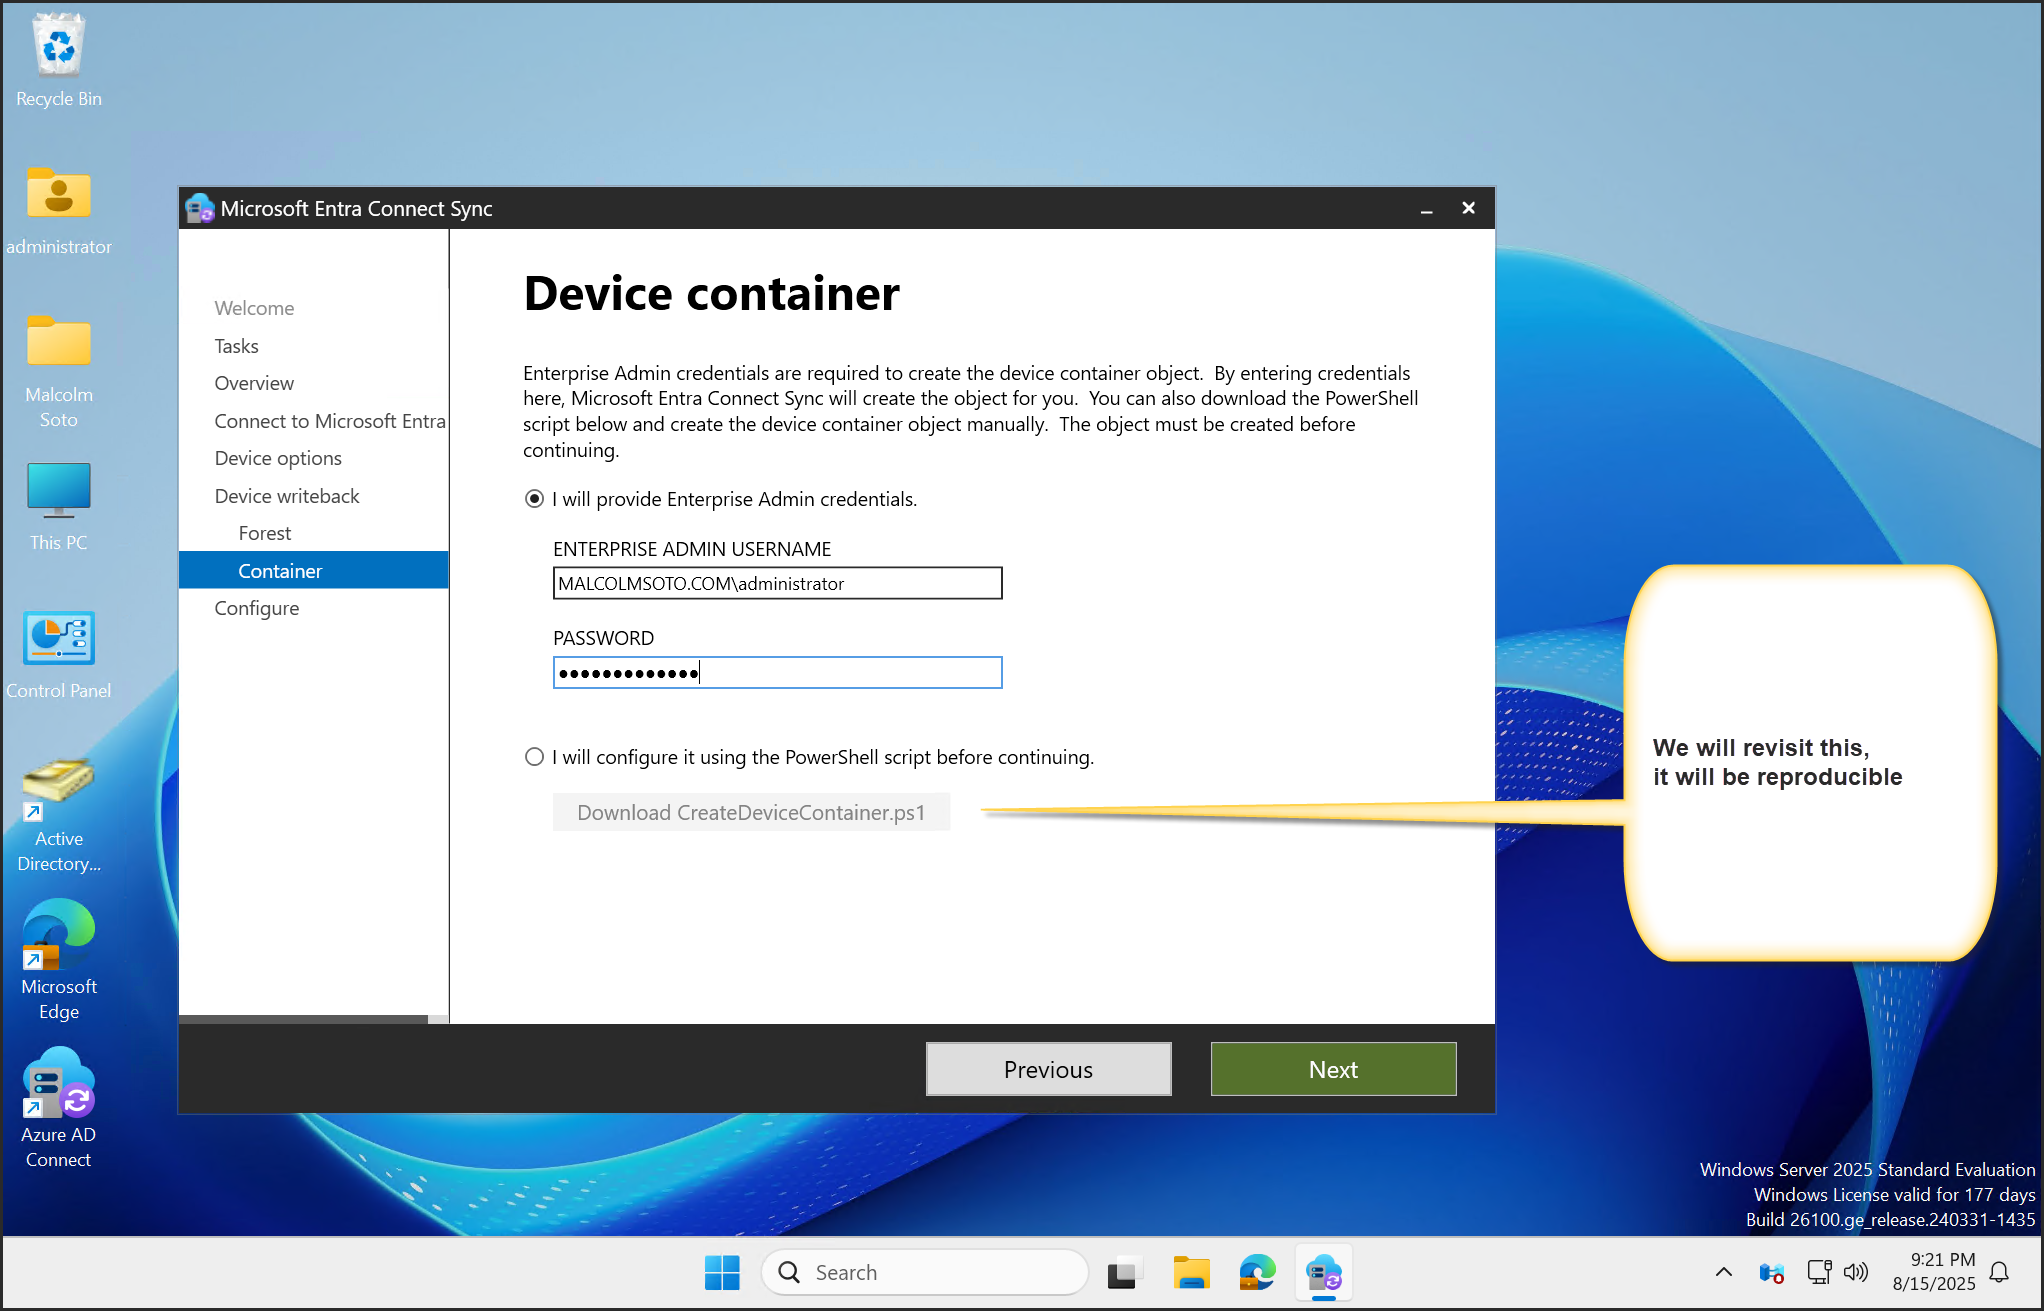 Recycle Bin
administrator
Malcolm
Soto
This PC
Control Panel
Active
Directory...
Microsoft
Edge
Azure AD
Connect
Microsoft Entra Connect Sync
Welcome
Tasks
Overview
Connect to Microsoft Entra
Device options
Device writeback
Forest
Container
Configure
Device container
Enterprise Admin credentials are required to create the device container object.  By entering credentials
here, Microsoft Entra Connect Sync will create the object for you.  You can also download the PowerShell
script below and create the device container object manually.  The object must be created before
continuing.
I will provide Enterprise Admin credentials.
ENTERPRISE ADMIN USERNAME
MALCOLMSOTO.COM\administrator
PASSWORD
•••••••••••••
I will configure it using the PowerShell script before continuing.
Download CreateDeviceContainer.ps1
Previous
Next
We will revisit this,
it will be reproducible
Windows Server 2025 Standard Evaluation
Windows License valid for 177 days
Build 26100.ge_release.240331-1435
Search
9:21 PM
8/15/2025